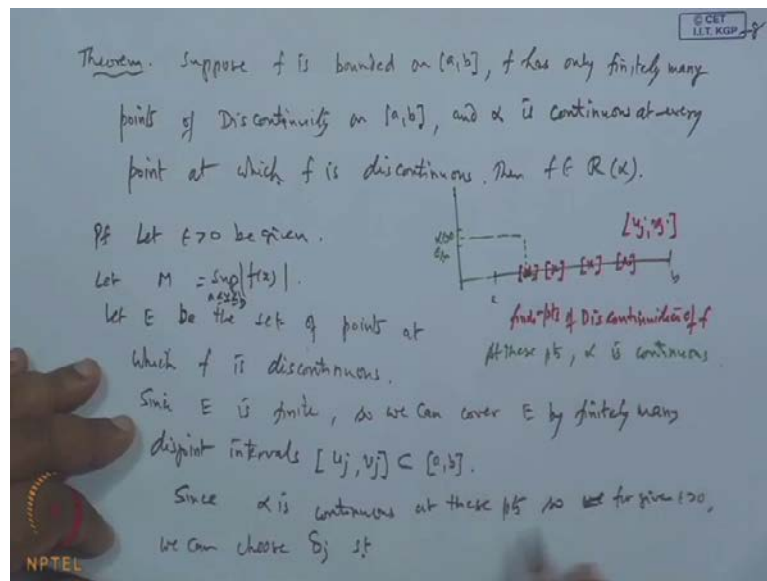 © CET
I.I.T. KGP
Theorem. Suppose f is bounded on [a,b], f has only finitely many
points of Discontinuity on [a,b], and α is continuous at every
point at which f is discontinuous. Then f ∈ R(α).
Pf Let ε>0 be given.
Let M = Sup |f(x)|.
a≤x≤b
Let E be the set of points at
which f is discontinuous.
[uj, vj]
b
finite pts of Discontinuities of f
At these pts, α is continuous
Since E is finite, so we can cover E by finitely many
disjoint intervals [uj, vj] ⊂ [a,b].
Since α is continuous at these pts so for given ε>0,
we can choose δj st
NPTEL